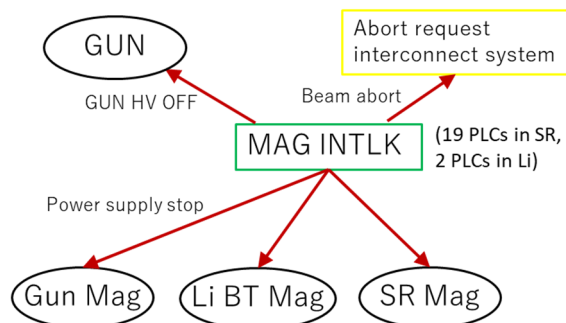 GUN
Abort request
interconnect system
GUN HV OFF
Beam abort
MAG INTLK
(19 PLCs in SR,
2 PLCs in Li)
Power supply stop
Gun Mag
Li BT Mag
SR Mag